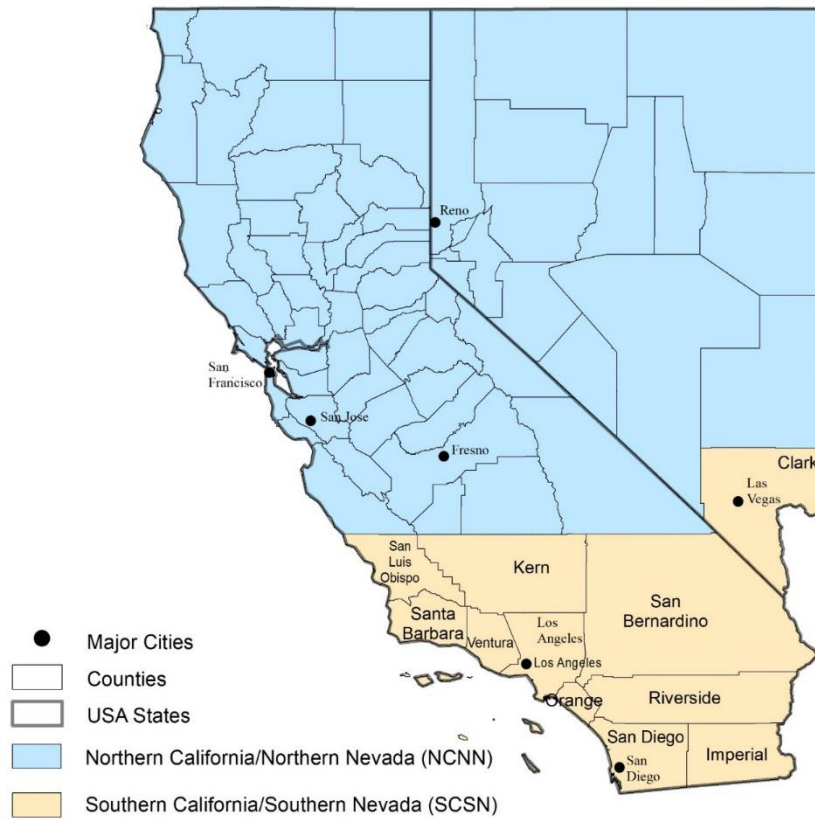 Reno
San
Francisco
San Jose
Fresno
Clark
Las
Vegas
San
Luis
Obispo
Kern
San
Bernardino
Santa
Barbara
Ventura
Los
Angeles
Los Angeles
Orange
Riverside
San Diego
Imperial
San
Diego
Major Cities
Counties
USA States
Northern California/Northern Nevada (NCNN)
Southern California/Southern Nevada (SCSN)